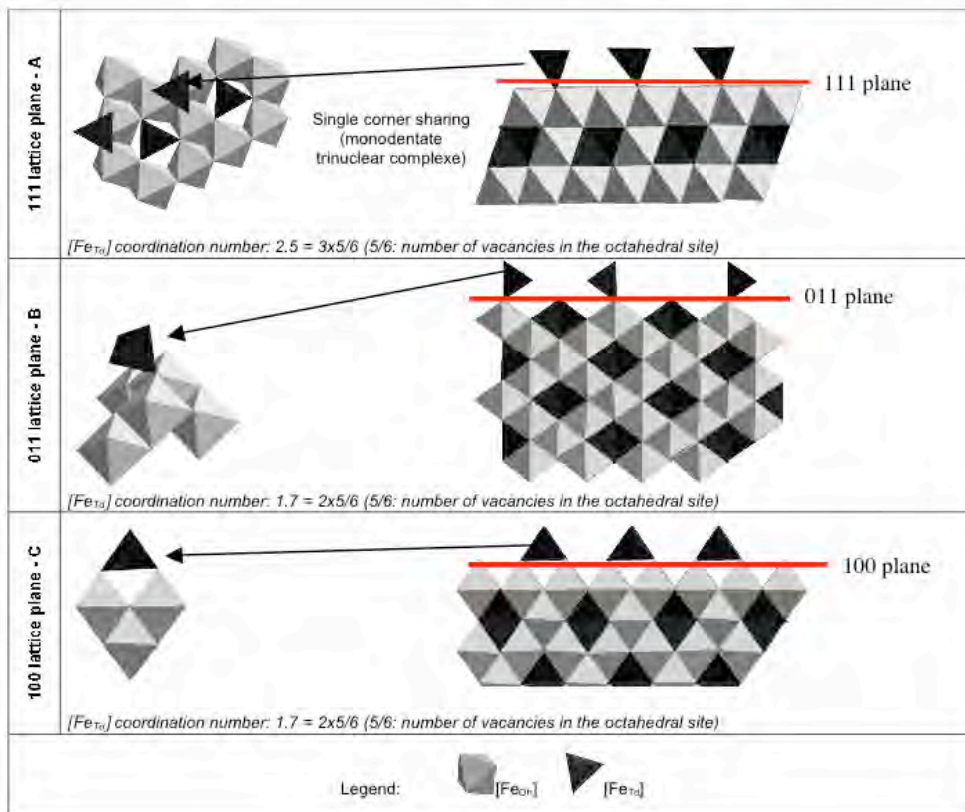 111 lattice plane - A
Single corner sharing
(monodentate
trinuclear complexe)
111 plane
[FeTd] coordination number: 2.5 = 3x5/6 (5/6: number of vacancies in the octahedral site)
011 lattice plane - B
011 plane
[FeTd] coordination number: 1.7 = 2x5/6 (5/6: number of vacancies in the octahedral site)
100 lattice plane - C
100 plane
[FeTd] coordination number: 1.7 = 2x5/6 (5/6: number of vacancies in the octahedral site)
Legend:
[FeOh]
[FeTd]